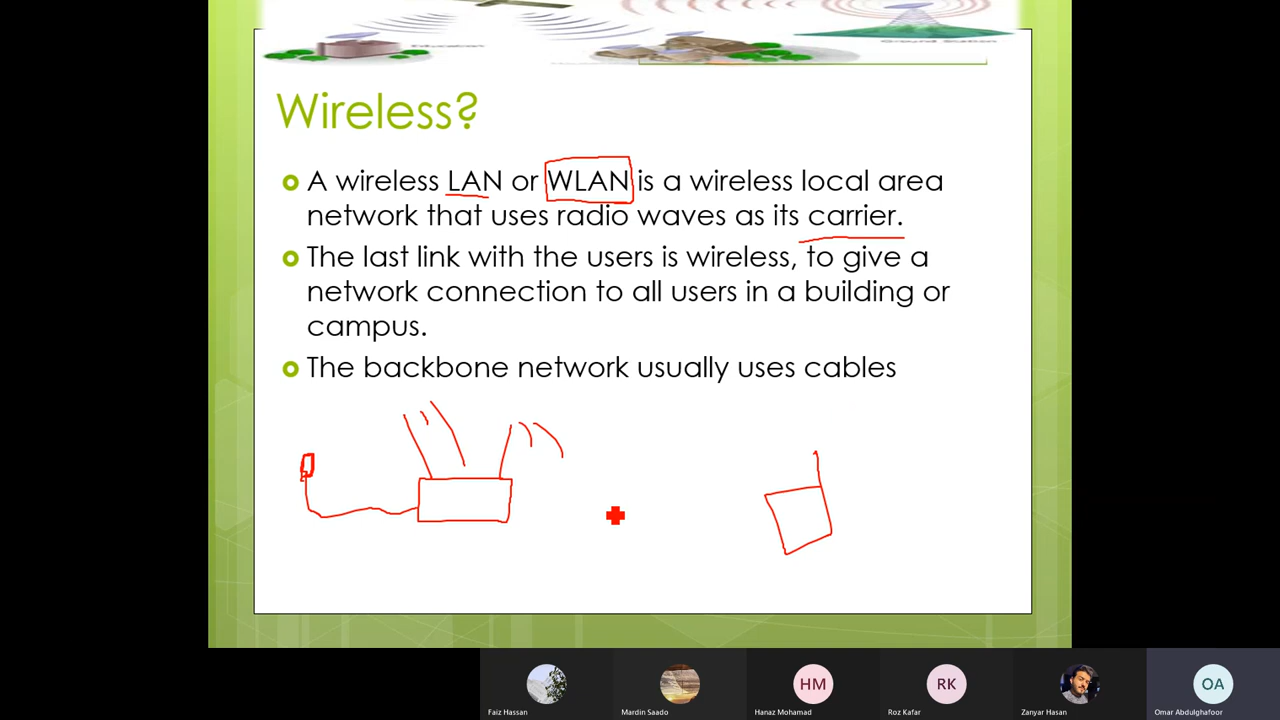 Education
Ground Station
Wireless?
A wireless LAN or WLAN is a wireless local area
network that uses radio waves as its carrier.
The last link with the users is wireless, to give a
network connection to all users in a building or
campus.
The backbone network usually uses cables
HM
RK
OA
Faiz Hassan
Mardin Saado
Hanaz Mohamad
Roz Kafar
Zanyar Hasan
Omar Abdulghafoor